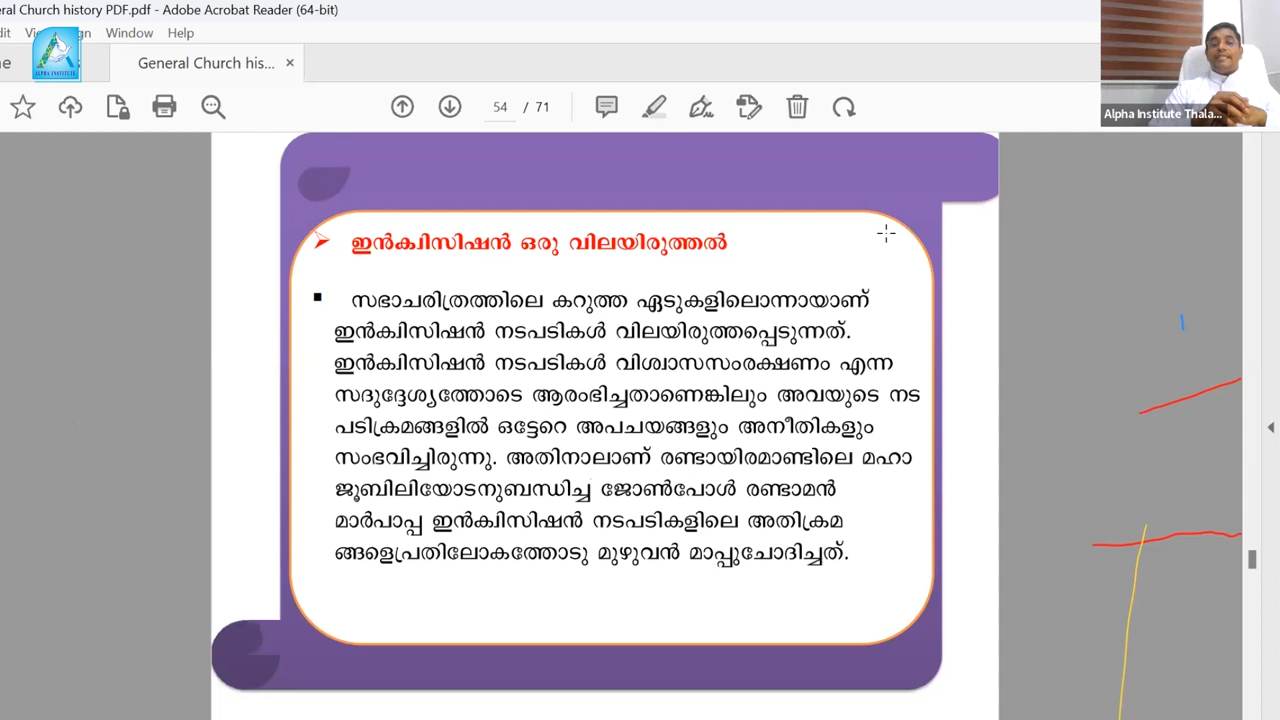 eral Church history PDF.pdf - Adobe Acrobat Reader (64-bit)
Window Help
ALPHA INSTITUTE
General Church his... ×
54 / 71
Alpha Institute Thala...
ഇൻക്വിസിഷൻ ഒരു വിലയിരുത്തൽ
സഭാചരിത്രത്തിലെ കറുത്ത ഏടുകളിലൊന്നായാണ്
ഇൻക്വിസിഷൻ നടപടികൾ വിലയിരുത്തപ്പെടുന്നത്.
ഇൻക്വിസിഷൻ നടപടികൾ വിശ്വാസസംരക്ഷണം എന്ന
സദുദ്ദേശ്യത്തോടെ ആരംഭിച്ചതാണെങ്കിലും അവയുടെ നട
പടിക്രമങ്ങളിൽ ഒട്ടേറെ അപചയങ്ങളും അനീതികളും
സംഭവിച്ചിരുന്നു. അതിനാലാണ് രണ്ടായിരമാണ്ടിലെ മഹാ
ജൂബിലിയോടനുബന്ധിച്ച് ജോൺപോൾ രണ്ടാമൻ
മാർപാപ്പ ഇൻക്വിസിഷൻ നടപടികളിലെ അതിക്രമ
ങ്ങളെപ്രതിലോകത്തോടു മുഴുവൻ മാപ്പുചോദിച്ചത്.